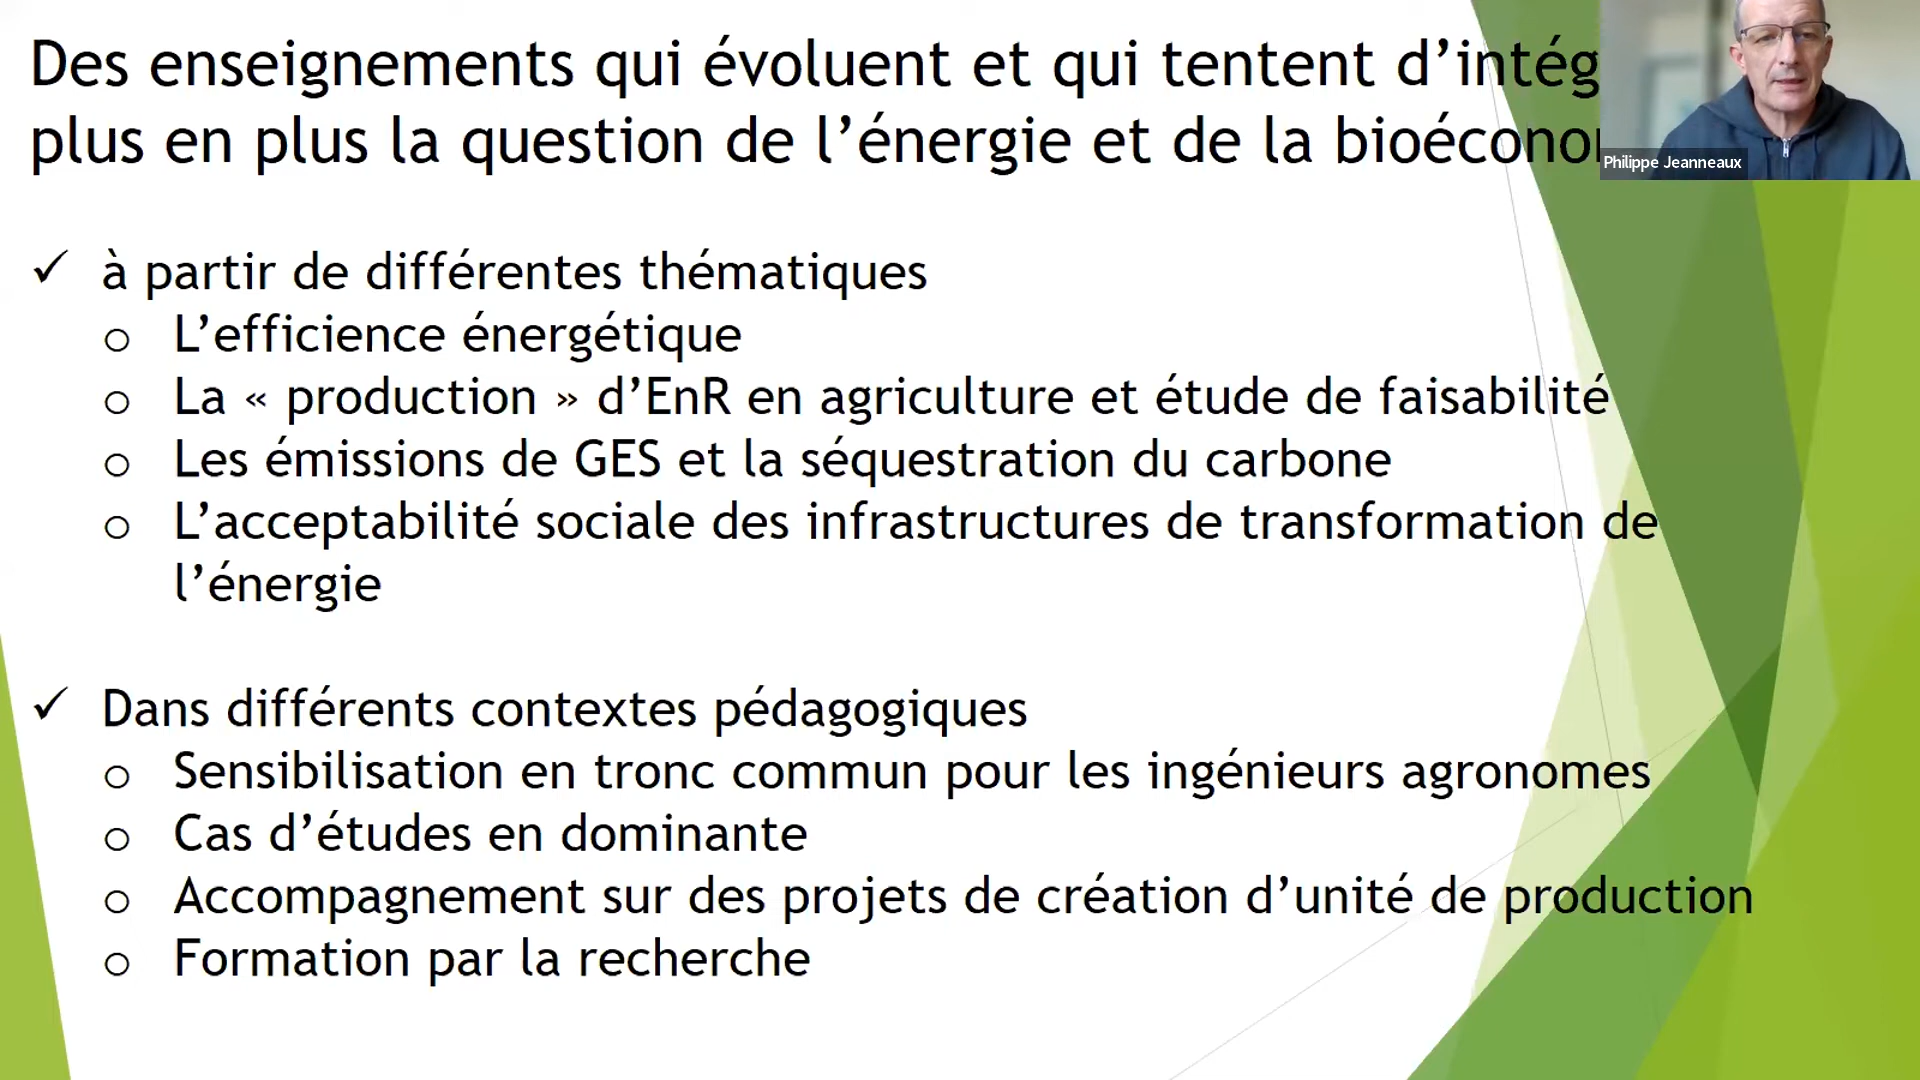 Des enseignements qui évoluent et qui tentent d’intég
plus en plus la question de l’énergie et de la bioécono
Philippe Jeanneaux
✓ à partir de différentes thématiques
o L’efficience énergétique
o La « production » d’EnR en agriculture et étude de faisabilité
o Les émissions de GES et la séquestration du carbone
o L’acceptabilité sociale des infrastructures de transformation de
l’énergie
✓ Dans différents contextes pédagogiques
o Sensibilisation en tronc commun pour les ingénieurs agronomes
o Cas d’études en dominante
o Accompagnement sur des projets de création d’unité de production
o Formation par la recherche